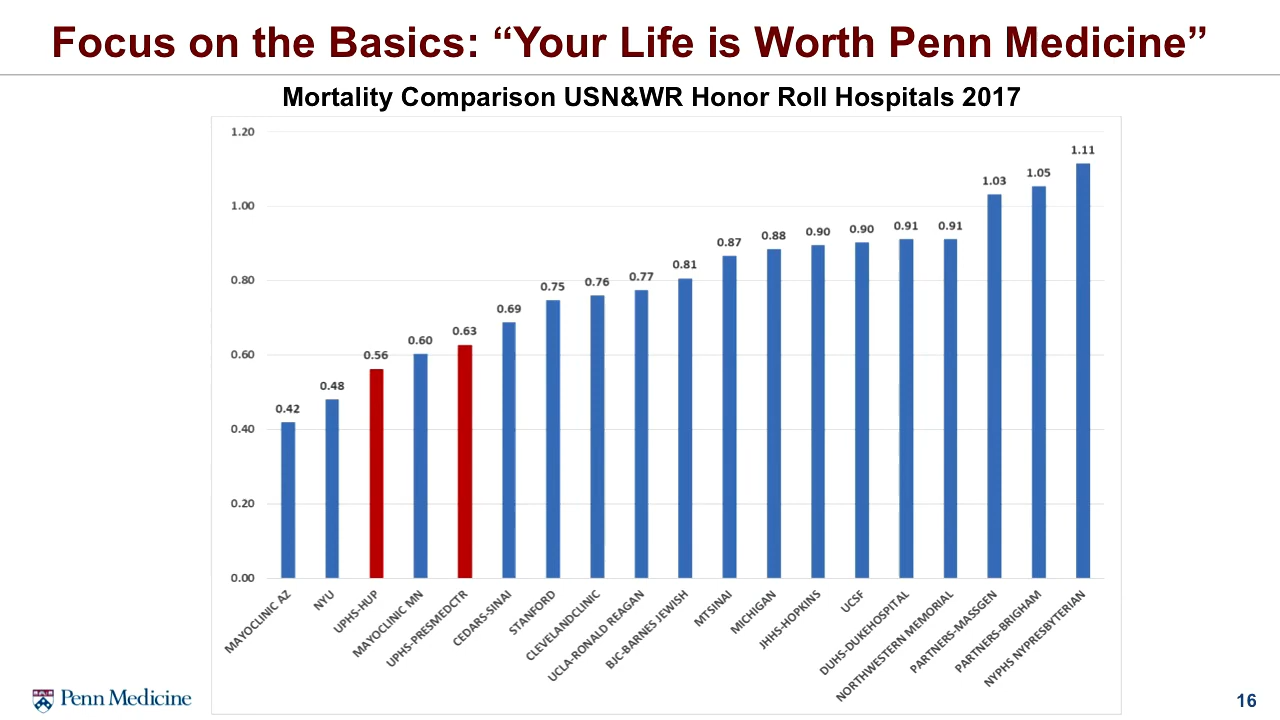 Focus on the Basics: “Your Life is Worth Penn Medicine”
Mortality Comparison USN&WR Honor Roll Hospitals 2017
1.20
1.00
0.80
0.60
0.40
0.20
0.00
0.42
0.48
0.56
0.60
0.63
0.69
0.75
0.76
0.77
0.81
0.87
0.88
0.90
0.90
0.91
0.91
1.03
1.05
1.11
MAYOCLINIC AZ
NYU
UPHS-HUP
MAYOCLINIC MN
UPHS-PRESMEDCTR
CEDARS-SINAI
STANFORD
CLEVELANDCLINIC
UCLA-RONALD REAGAN
BJC-BARNES JEWISH
MTSINAI
MICHIGAN
JHHS-HOPKINS
UCSF
DUHS-DUKEHOSPITAL
NORTHWESTERN MEMORIAL
PARTNERS-MASSGEN
PARTNERS-BRIGHAM
NYPHS NYPRESBYTERIAN
Penn Medicine
16